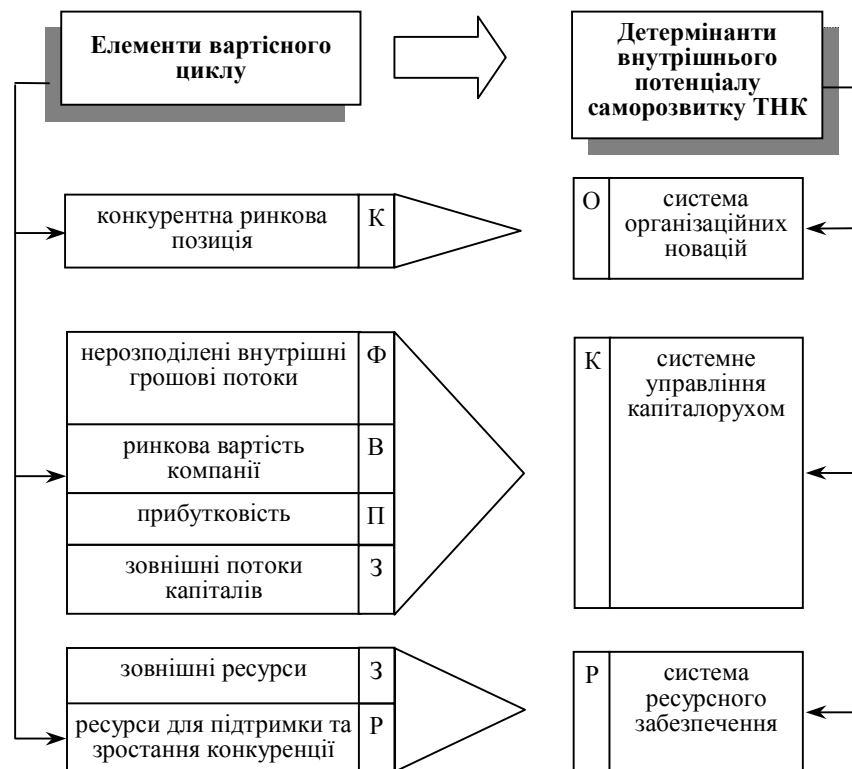 Елементи вартісного
циклу
Детермінанти
внутрішнього
потенціалу
саморозвитку ТНК
конкурентна ринкова
позиція
К
О
система
організаційних
новацій
нерозподілені внутрішні
грошові потоки
Ф
ринкова вартість
компанії
В
прибутковість
П
зовнішні потоки
капіталів
З
К
системне
управління
капіталорухом
зовнішні ресурси
З
ресурси для підтримки та
зростання конкуренції
Р
Р
система
ресурсного
забезпечення